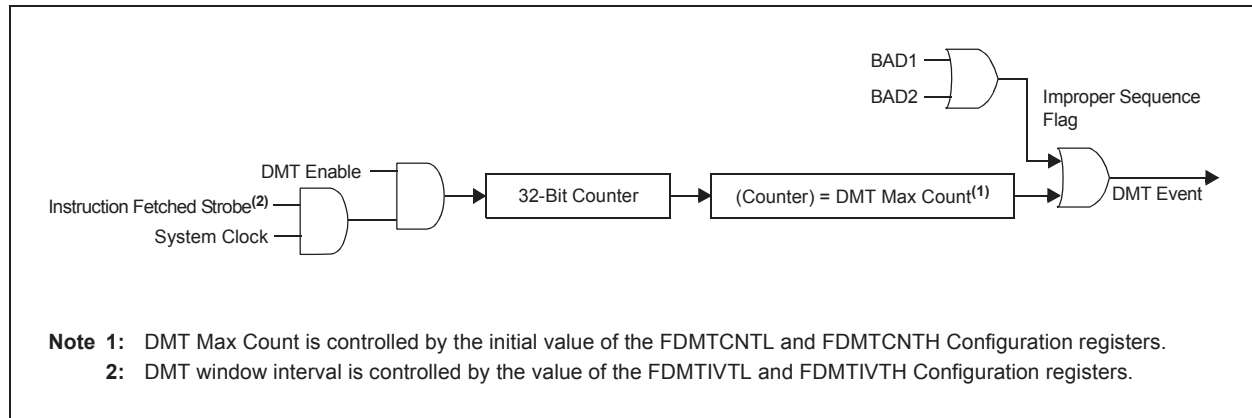 BAD1
BAD2
Improper Sequence
Flag
DMT Enable
Instruction Fetched Strobe(2)
System Clock
32-Bit Counter
(Counter) = DMT Max Count(1)
DMT Event
Note 1: DMT Max Count is controlled by the initial value of the FDMTCNTL and FDMTCNTH Configuration registers.
2: DMT window interval is controlled by the value of the FDMTIVTL and FDMTIVTH Configuration registers.